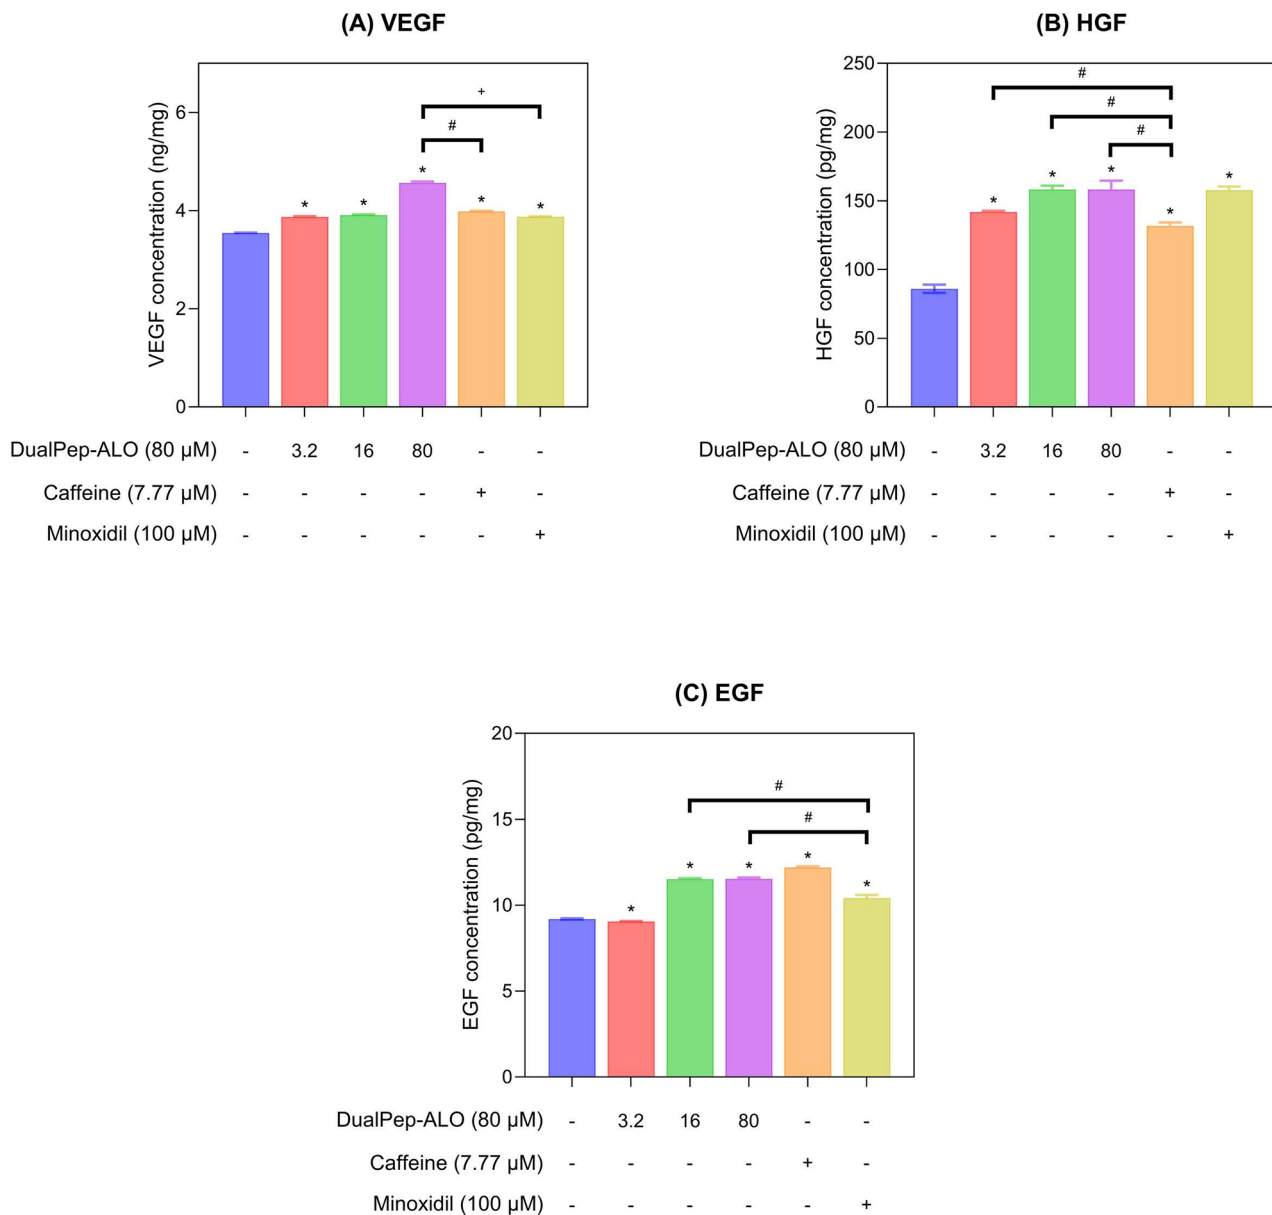 (A) VEGF
VEGF concentration (ng/mg)
6
4
2
0
+
#
* * * * *
DualPep-ALO (80 µM) - 3.2 16 80 - -
Caffeine (7.77 µM) - - - - + -
Minoxidil (100 µM) - - - - - +
(B) HGF
HGF concentration (pg/mg)
250
200
150
100
50
0
#
#
#
* * * * *
DualPep-ALO (80 µM) - 3.2 16 80 - -
Caffeine (7.77 µM) - - - - + -
Minoxidil (100 µM) - - - - - +
(C) EGF
EGF concentration (pg/mg)
20
15
10
5
0
#
#
* * * * *
DualPep-ALO (80 µM) - 3.2 16 80 - -
Caffeine (7.77 µM) - - - - + -
Minoxidil (100 µM) - - - - - +